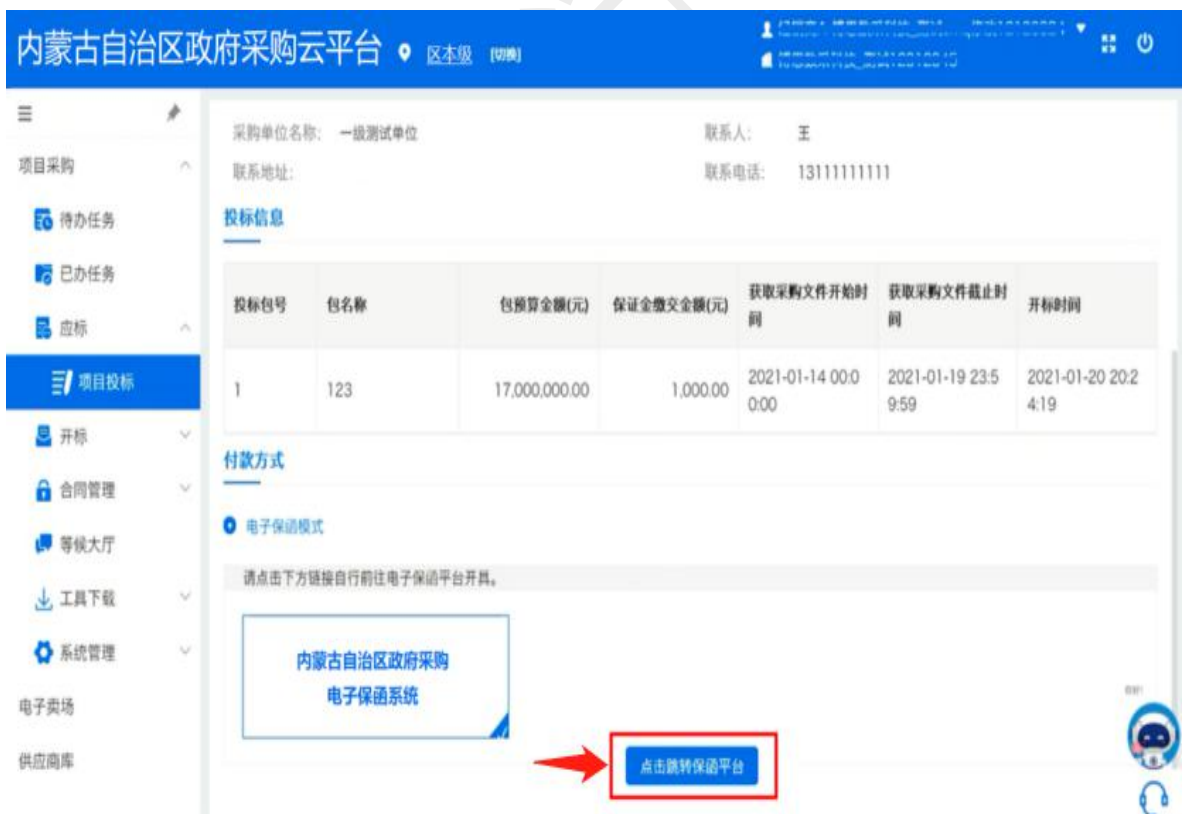 内蒙古自治区政府采购云平台 区本级 [切换]
项目采购
待办任务
已办任务
应标
项目投标
开标
合同管理
等候大厅
工具下载
系统管理
电子卖场
供应商库
采购单位名称: 一级测试单位 联系人: 王
联系地址: 联系电话: 13111111111
投标信息
投标包号 包名称 包预算金额(元) 保证金缴交金额(元) 获取采购文件开始时间 获取采购文件截止时间 开标时间
1 123 17,000,000.00 1,000.00 2021-01-14 00:00:00 2021-01-19 23:59:59 2021-01-20 20:24:19
付款方式
电子保函模式
请点击下方链接自行前往电子保函平台开具。
内蒙古自治区政府采购
电子保函系统
点击跳转保函平台